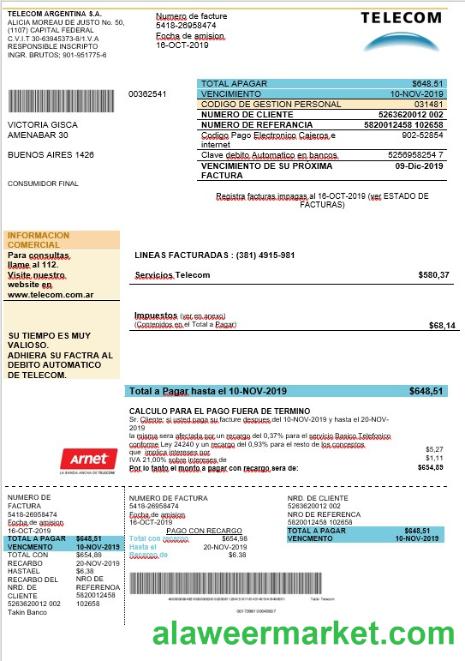 TELECOM ARGENTINA S.A.
ALICIA MOREAU DE JUSTO No. 50,
(1107) CAPITAL FEDERAL
C.V.I.T 30-63945373-8/1.V.A
RESPONSIBLE INSCRIPTO
INGR. BRUTOS; 901-951775-6
Numero de facture
5418-26958474
Focha de amision
16-OCT-2019
TELECOM
00362541
TOTAL APAGAR $648,51
VENCIMIENTO 10-NOV-2019
CODIGO DE GESTION PERSONAL 031481
NUMERO DE CLIENTE 5263620012 002
NUMERO DE REFERANCIA 5820012458 102658
Codigo Pago Electronico Cajeros e 902-52854
internet
Clave debito Automatico en bancos. 5256958254 7
VENCIMIENTO DE SU PROXIMA 09-Dic-2019
FACTURA
VICTORIA GISCA
AMENABAR 30
BUENOS AIRES 1426
CONSUMIDOR FINAL
Registra facturas impagas al 16-OCT-2019 (ver ESTADO DE
FACTURAS)
INFORMACION
COMERCIAL
Para consultas
llame al 112.
Visite nuestro
website en
www.telecom.com.ar
LINEAS FACTURADAS : (381) 4915-981
Servicios Telecom $580,37
Impuestos (ver en anexo)
(Contenidos en el Total a Pagar) $68,14
SU TIEMPO ES MUY
VALIOSO.
ADHIERA SU FACTRA AL
DEBITO AUTOMATICO
DE TELECOM.
Total a Pagar hasta el 10-NOV-2019 $648,51
CALCULO PARA EL PAGO FUERA DE TERMINO
Sr. Cliente: si usted paga su facture despues del 10-NOV-2019 y hasta el 20-NOV-
2019
la misma sera afectada por un recargo del 0,37% para el servicio Basico Telefonico
conforme Ley 24240 y un recargo del 0,93% para el resto de los conceptos
que implica intereses por $5,27
IVA 21,00% sobre intereses de $1,11
Por lo tanto el monto a pagar con recargo sera de: $654,89
Arnet
LA BANDA ANCHA DE TELECOM
NUMERO DE
FACTURA
5418-26958474
Focha de amision
16-OCT-2019
TOTAL A PAGAR $648,51
VENCMENTO 10-NOV-2019
TOTAL CON $654,89
RECARBO 20-NOV-2019
HASTAEL $6.38
RECARBO DEL NRO DE
NRD. DE REFERENOA
CLIENTE 5820012458
5263620012 002 102658
Takin Banco
NUMERO DE FACTURA
5418-26958474
Focha de amision
16-OCT-2019
PAGO CON RECARGO
Total con recargo $654,98
Hasta el 20-NOV-2019
Recargo de $6.38
NRD. DE CLIENTE
5263620012 002
NRO DE REFERENCIA
5820012458 102658
TOTAL A PAGAR $648,51
VENCMENTO 10-NOV-2019
alaweermarket.com